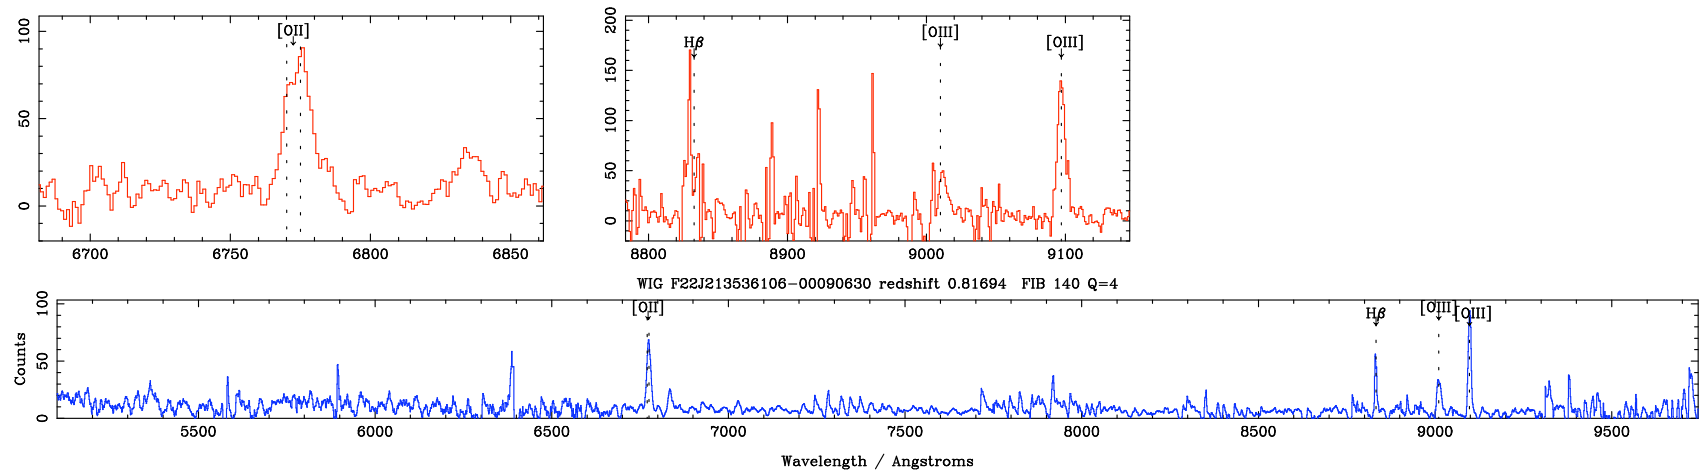 [OII]
100
50
0
6700 6750 6800 6850
Hβ [OIII] [OIII]
200
150
100
50
0
8800 8900 9000 9100
WIG F22J213536106-00090630 redshift 0.81694 FIB 140 Q=4
[OII] Hβ [OIII] [OIII]
Counts
100
50
0
5500 6000 6500 7000 7500 8000 8500 9000 9500
Wavelength / Angstroms